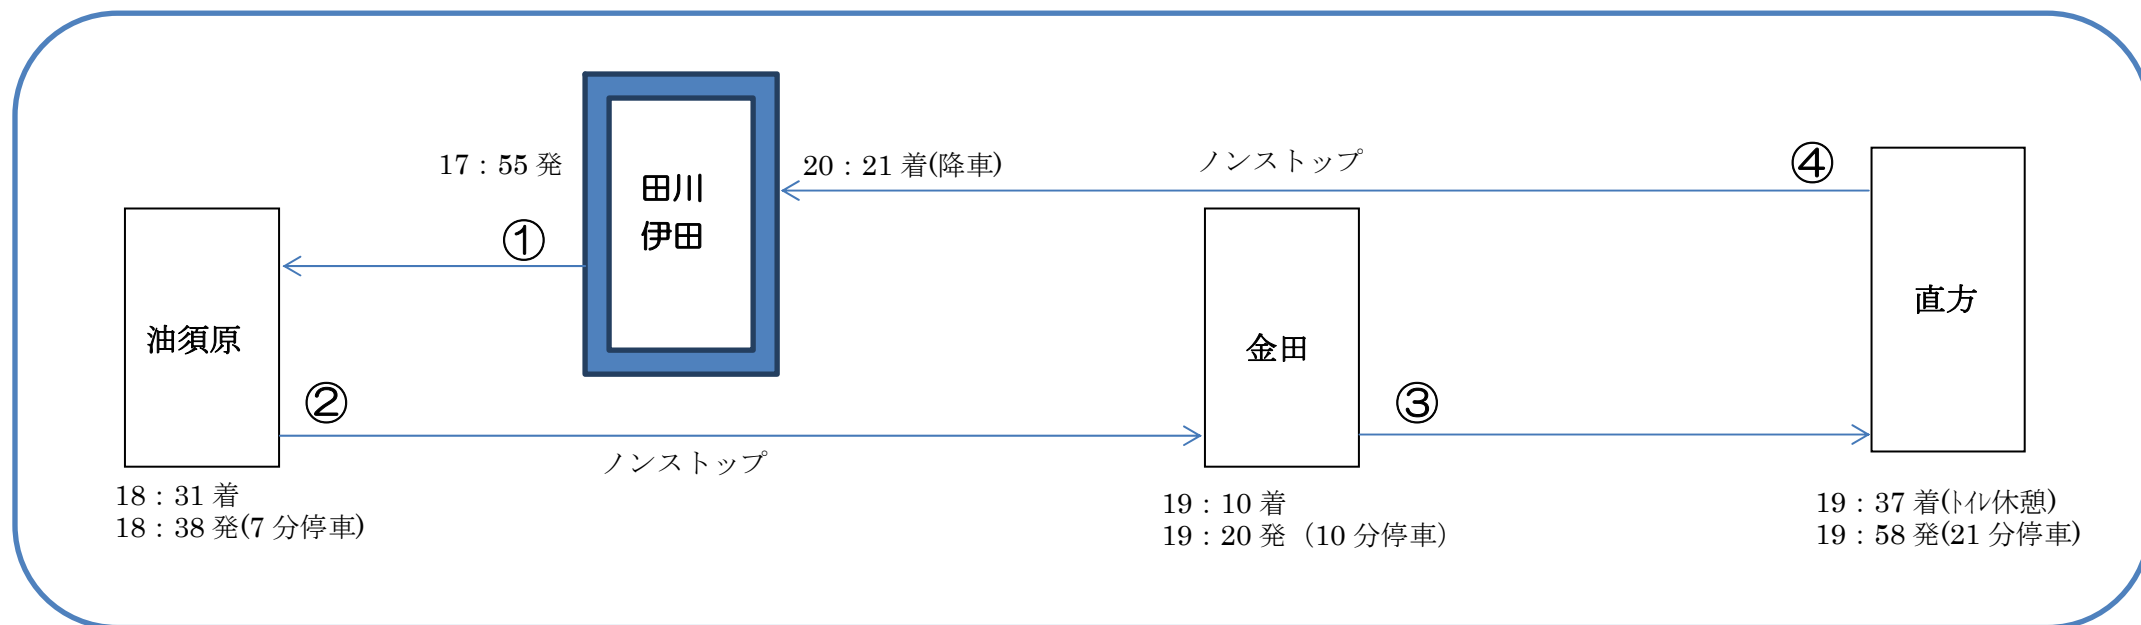 17：55 発
田川
伊田
20：21 着(降車)
ノンストップ
④
①
油須原
金田
直方
②
③
ノンストップ
18：31 着
18：38 発(7 分停車)
19：10 着
19：20 発（10 分停車）
19：37 着(ﾄｲﾚ休憩)
19：58 発(21 分停車)